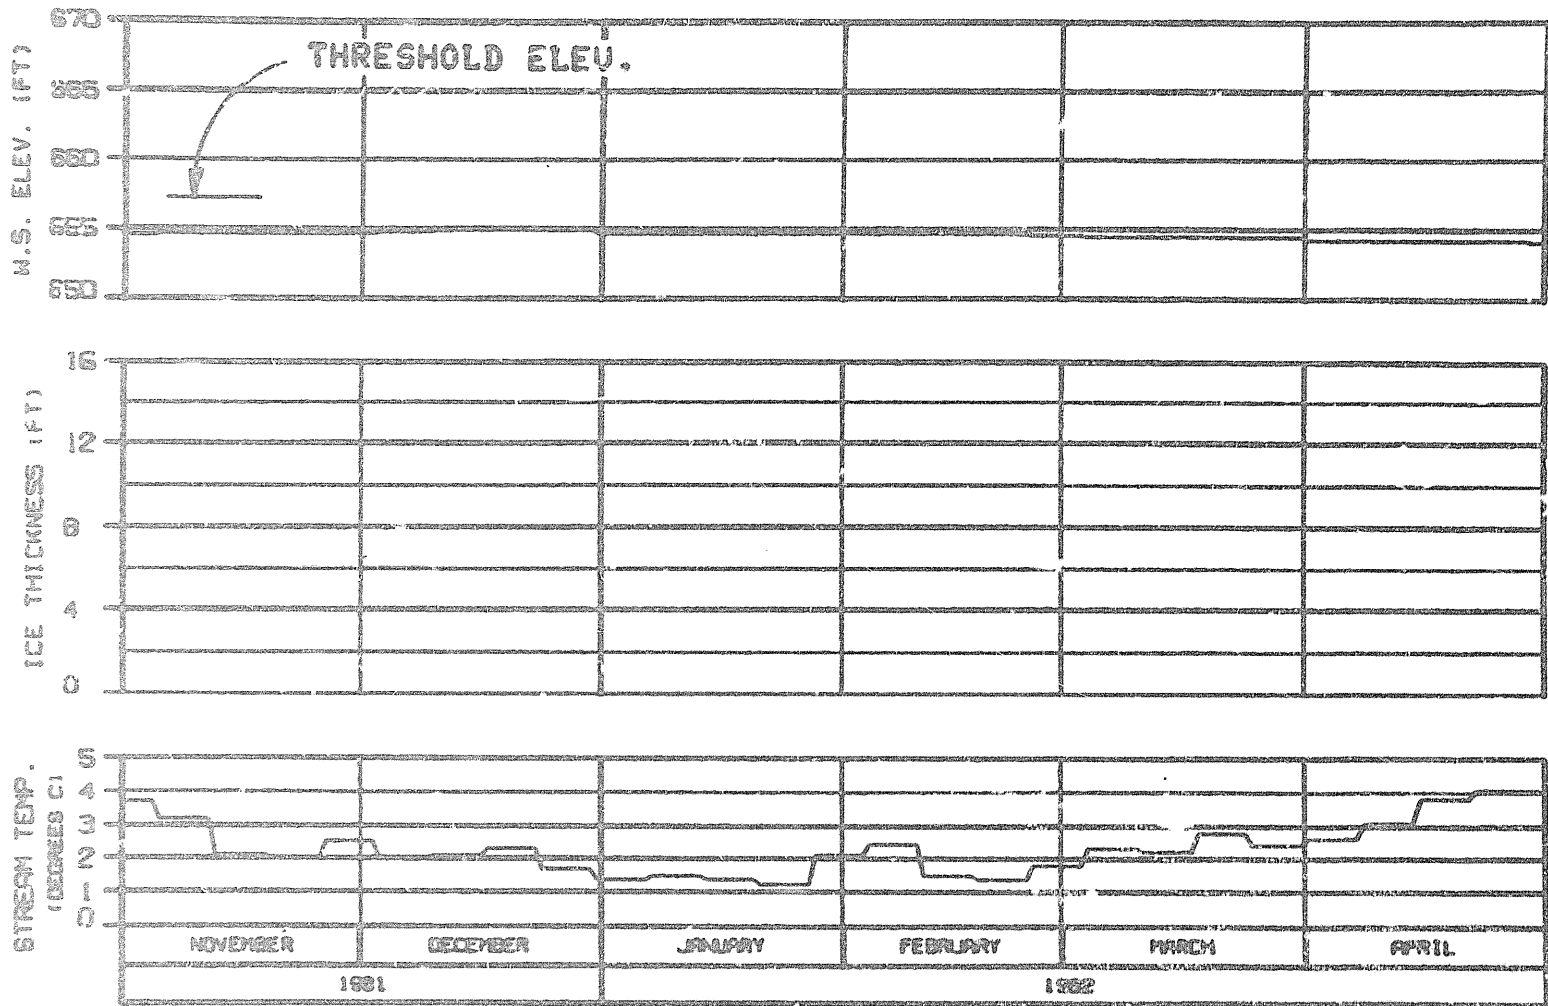 670
THRESHOLD ELEV.
665
660
655
650
W.S. ELEV. (FT)
16
12
8
4
0
ICE THICKNESS (FT)
5
4
3
2
1
0
STREAM TEMP.
(DEGREES C)
NOVEMBER DECEMBER JANUARY FEBRUARY MARCH APRIL
1981 1982